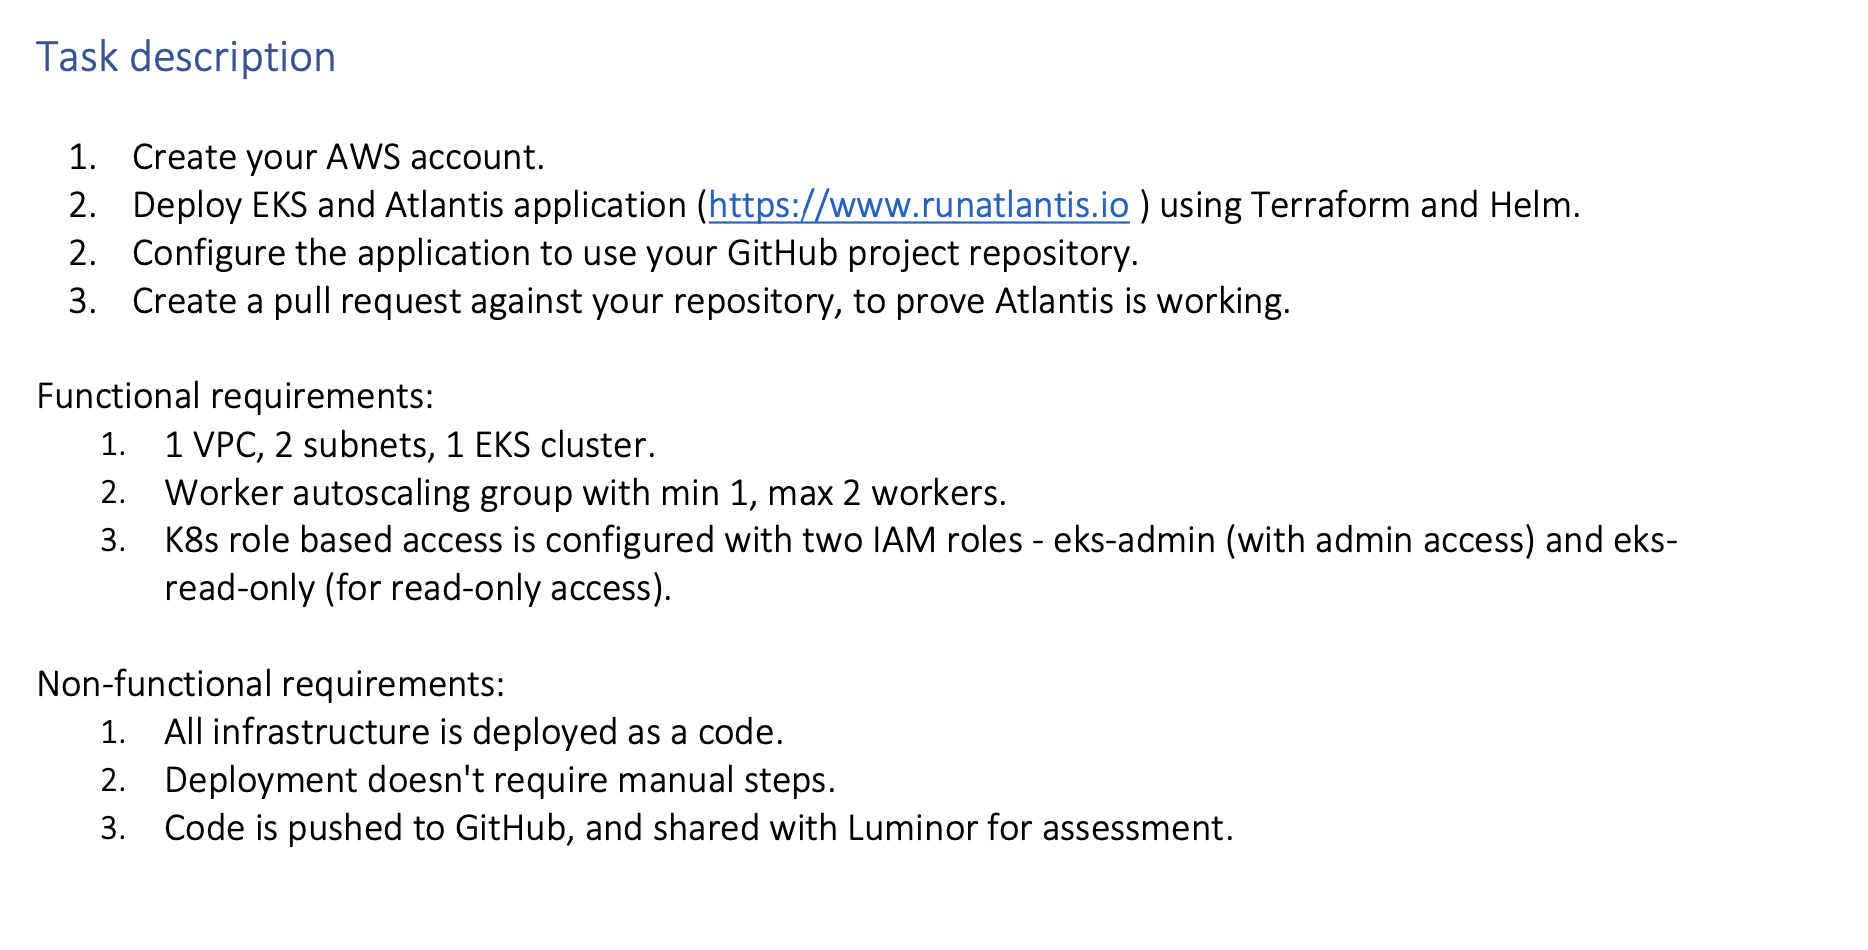 Task description
1. Create your AWS account.
2. Deploy EKS and Atlantis application (https://www.runatlantis.io ) using Terraform and Helm.
2. Configure the application to use your GitHub project repository.
3. Create a pull request against your repository, to prove Atlantis is working.
Functional requirements:
1. 1 VPC, 2 subnets, 1 EKS cluster.
2. Worker autoscaling group with min 1, max 2 workers.
3. K8s role based access is configured with two IAM roles - eks-admin (with admin access) and eks-
read-only (for read-only access).
Non-functional requirements:
1. All infrastructure is deployed as a code.
2. Deployment doesn't require manual steps.
3. Code is pushed to GitHub, and shared with Luminor for assessment.